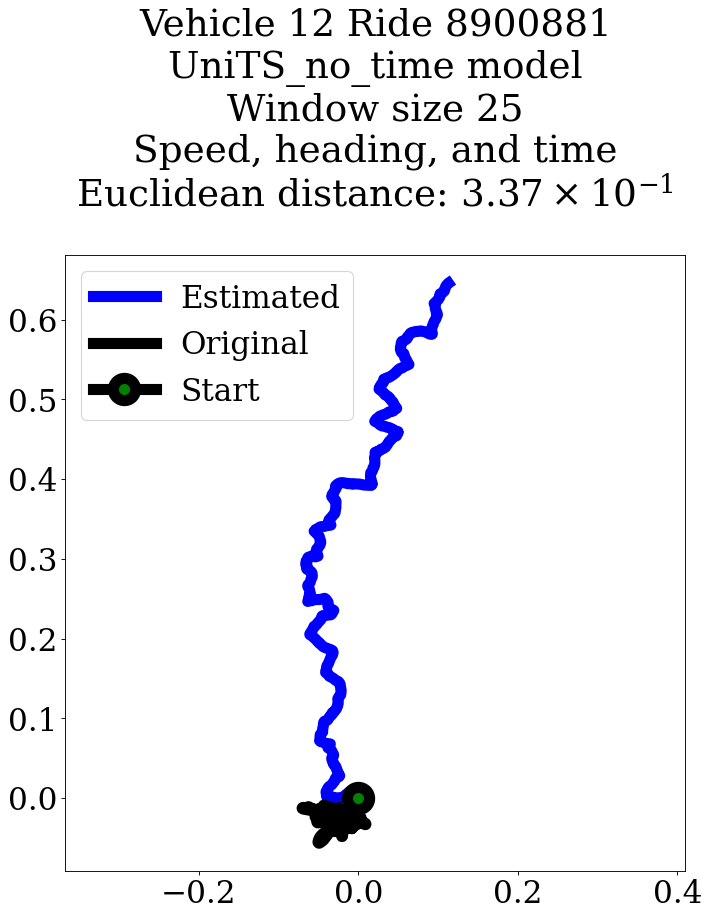 Vehicle 12 Ride 8900881
UniTS_no_time model
Window size 25
Speed, heading, and time
Euclidean distance: 3.37 × 10⁻¹
Estimated
Original
Start
0.6
0.5
0.4
0.3
0.2
0.1
0.0
−0.2
0.0
0.2
0.4